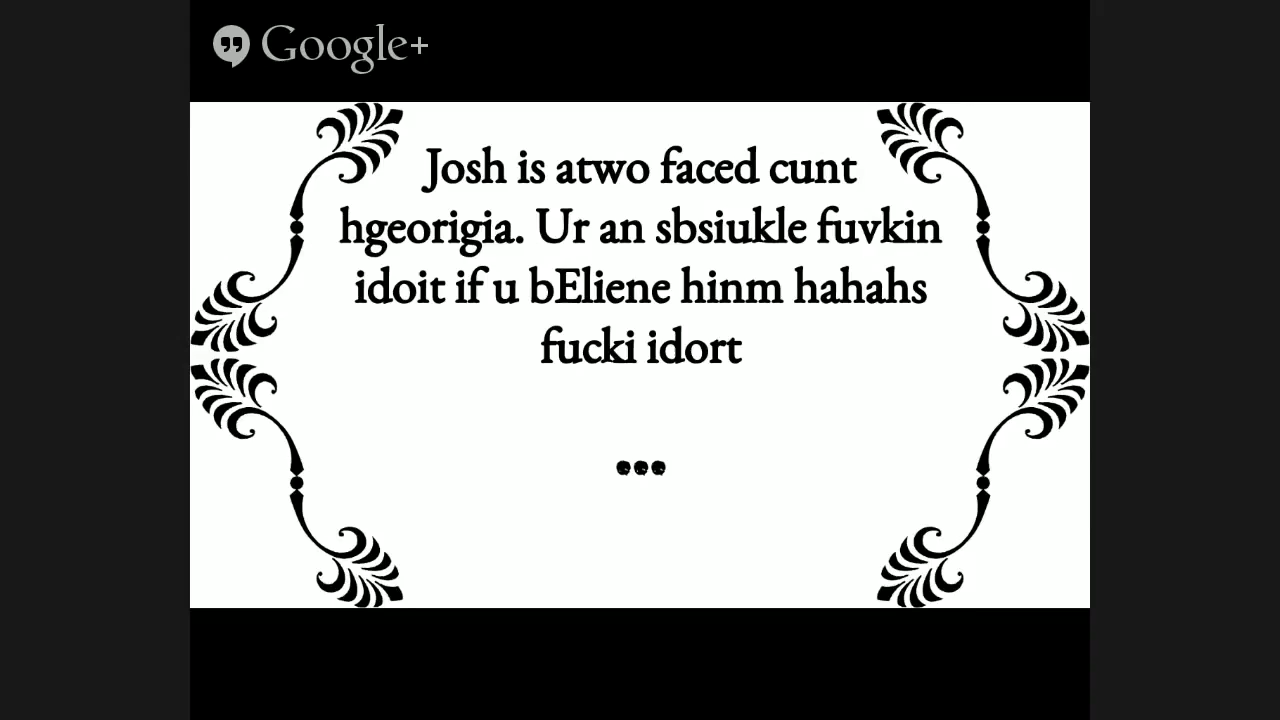 Google+
Josh is atwo faced cunt
hgeorigia. Ur an sbsiukle fuvkin
idoit if u bEliene hinm hahahs
fucki idort
...